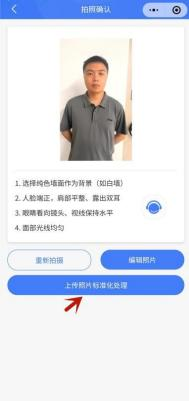 拍照确认
1. 选择纯色墙面作为背景（如白墙）
2. 人脸端正，肩部平整、露出双耳
3. 眼睛看向镜头、视线保持水平
4. 面部光线均匀
重新拍摄
编辑照片
上传照片标准化处理